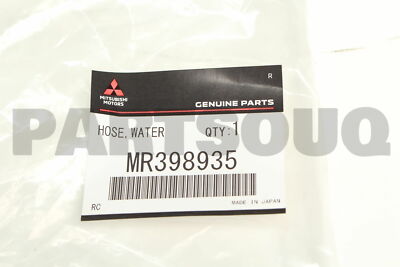 R
MITSUBISHI
MOTORS
GENUINE PARTS
HOSE,WATER QTY:1
PARTSOUQ
MR398935
RC
MADE IN JAPAN